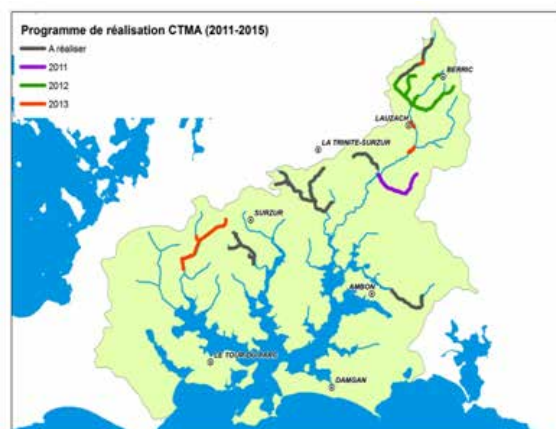 Programme de réalisation CTMA (2011-2015)
A réaliser
2011
2012
2013
BERRIC
LAUZACH
LA TRINITE-SURZUR
SURZUR
AMBON
LE TOUR-DU-PARC
DAMGAN